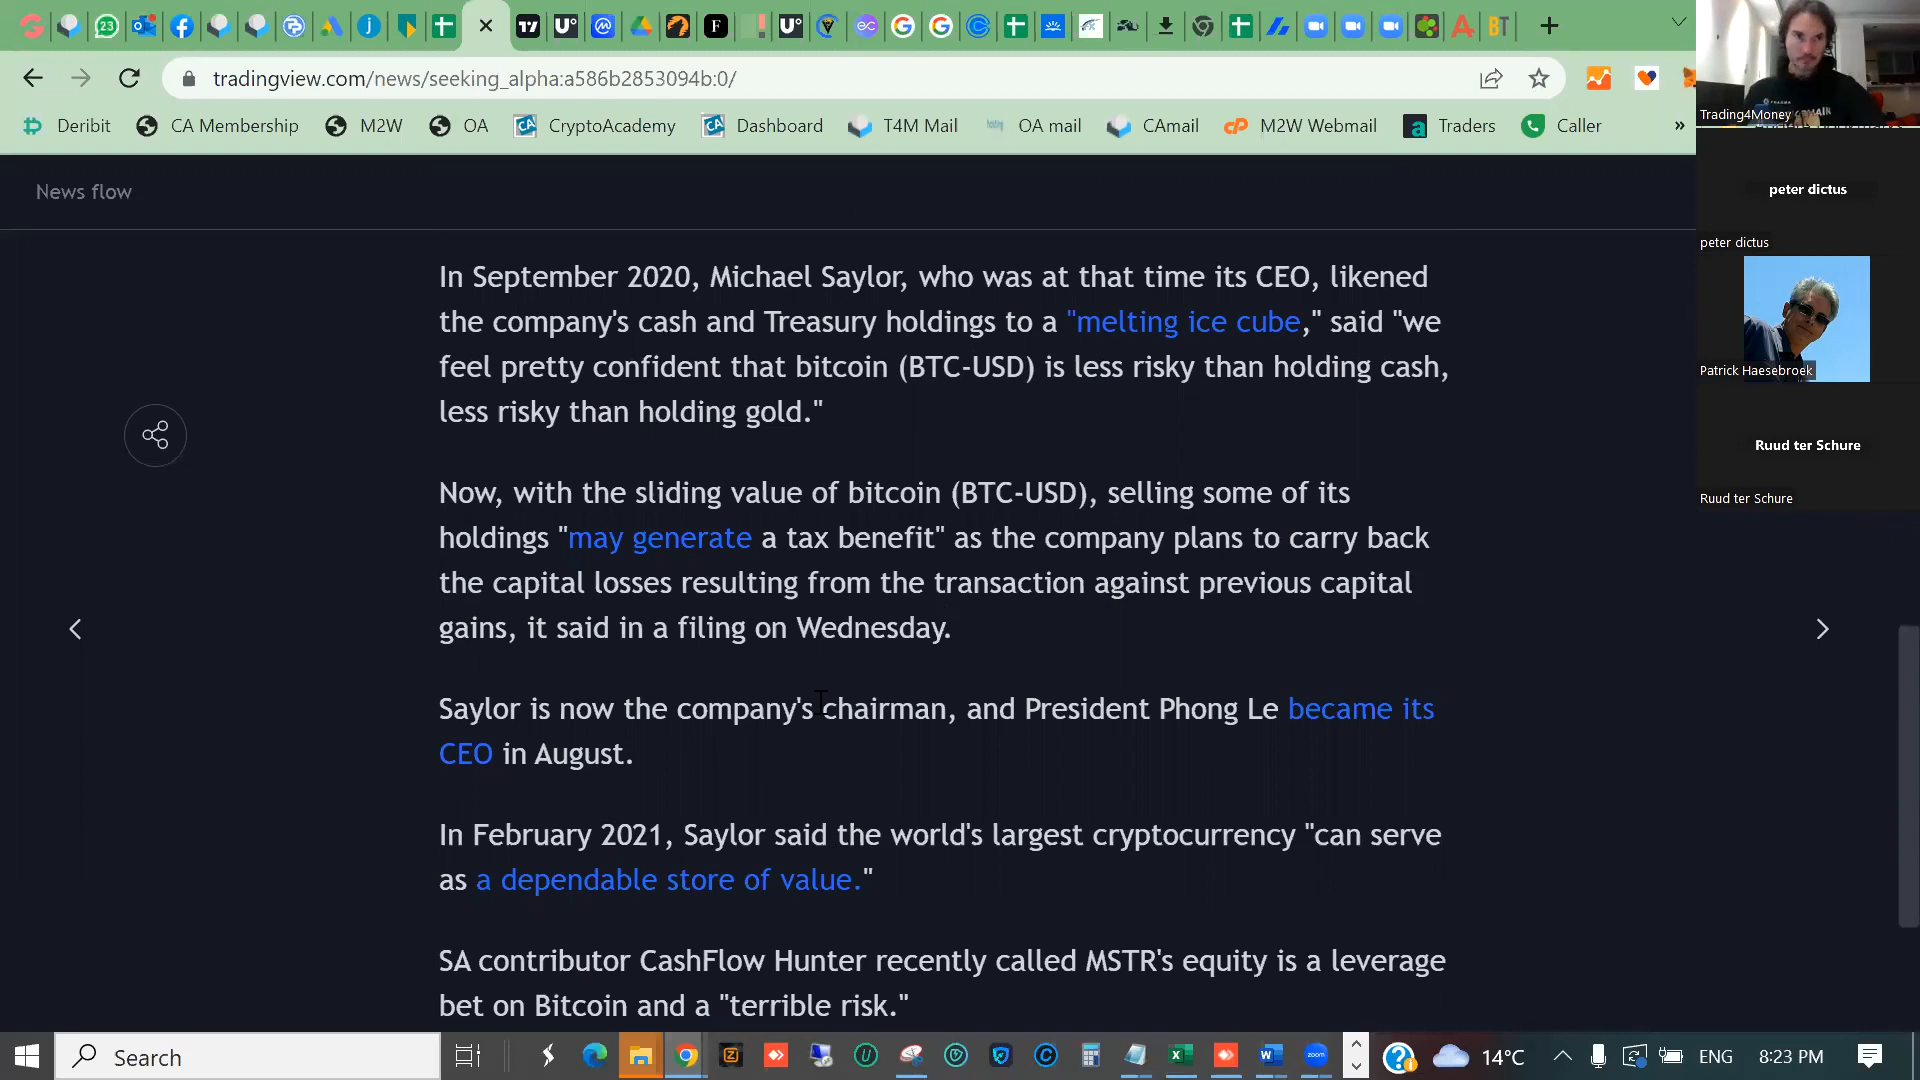 23
tradingview.com/news/seeking_alpha:a586b2853094b:0/
Deribit
CA Membership
M2W
OA
CryptoAcademy
Dashboard
T4M Mail
OA mail
CAmail
M2W Webmail
Traders
Caller
»
News flow
In September 2020, Michael Saylor, who was at that time its CEO, likened
the company's cash and Treasury holdings to a "melting ice cube," said "we
feel pretty confident that bitcoin (BTC-USD) is less risky than holding cash,
less risky than holding gold."
Now, with the sliding value of bitcoin (BTC-USD), selling some of its
holdings "may generate a tax benefit" as the company plans to carry back
the capital losses resulting from the transaction against previous capital
gains, it said in a filing on Wednesday.
Saylor is now the company's chairman, and President Phong Le became its
CEO in August.
In February 2021, Saylor said the world's largest cryptocurrency "can serve
as a dependable store of value."
SA contributor CashFlow Hunter recently called MSTR's equity is a leverage
bet on Bitcoin and a "terrible risk."
Trading4Money
peter dictus
peter dictus
Patrick Haesebroek
Ruud ter Schure
Ruud ter Schure
Search
14°C
ENG
8:23 PM